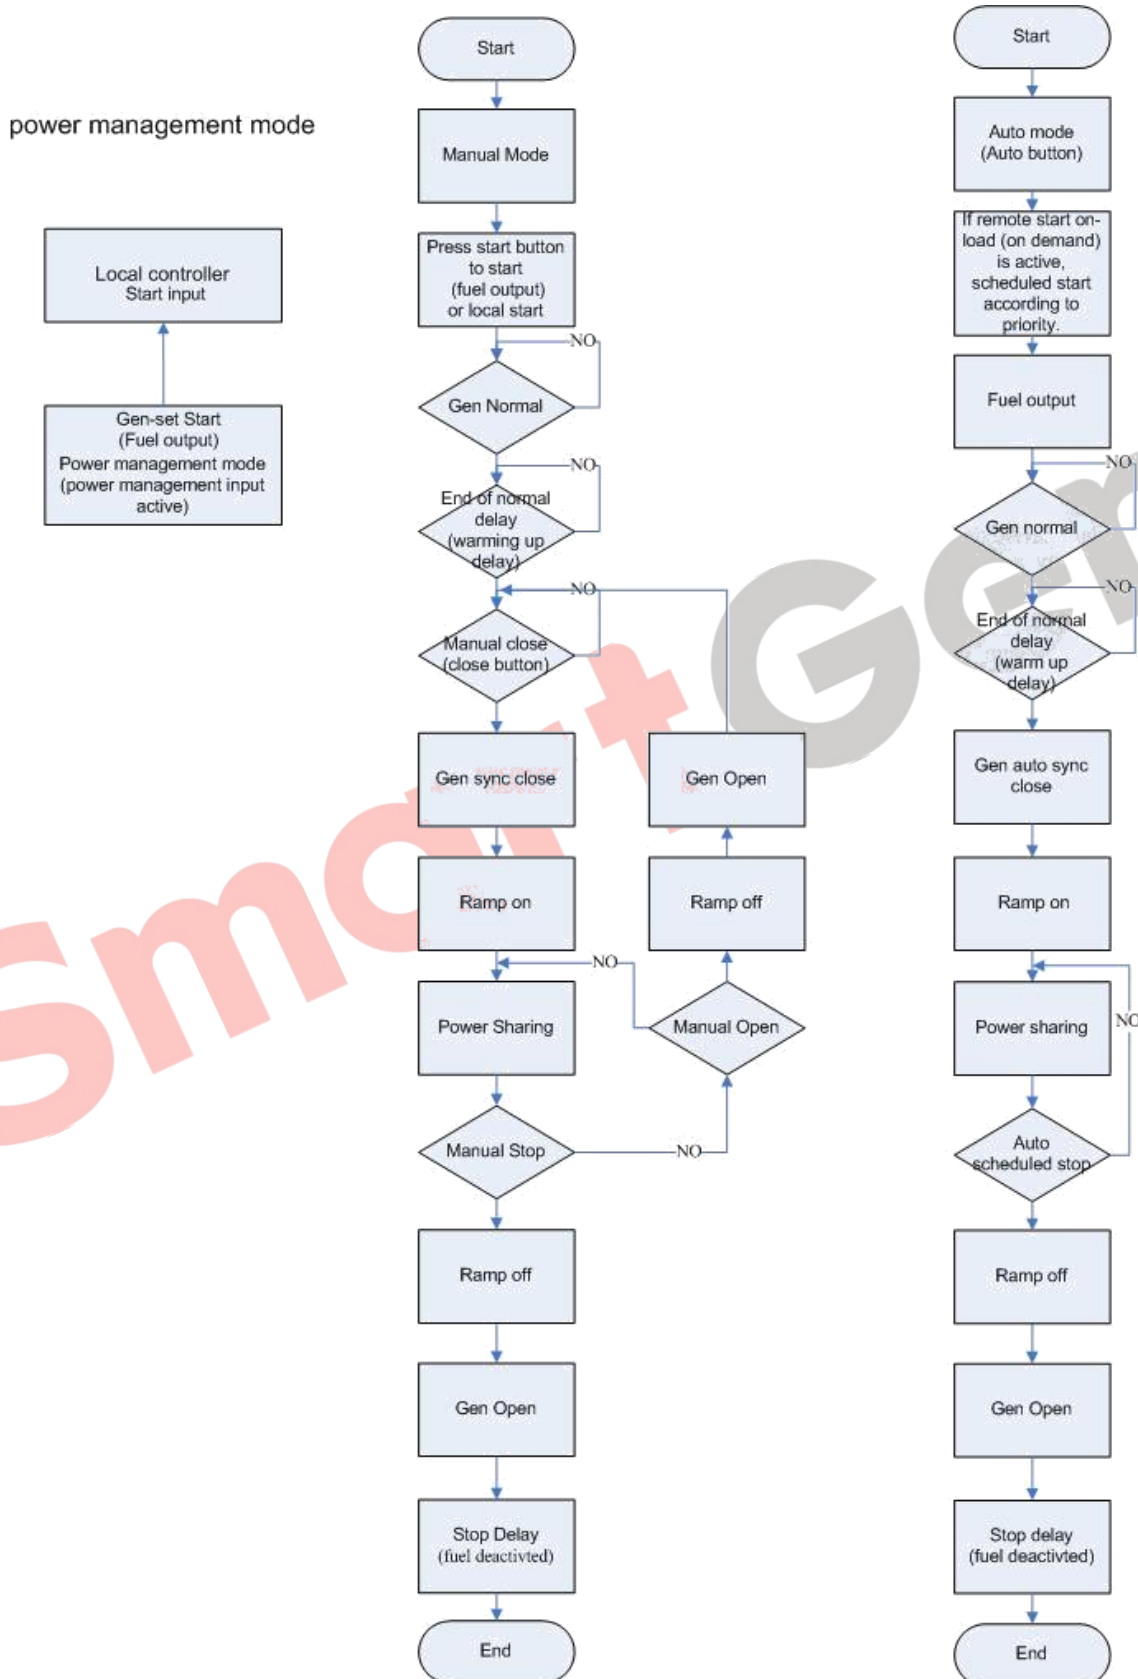 power management mode
Local controller
Start input
Gen-set Start
(Fuel output)
Power management mode
(power management input
active)
Start
Manual Mode
Press start button
to start
(fuel output)
or local start
NO
Gen Normal
NO
End of normal
delay
(warming up
delay)
NO
Manual close
(close button)
Gen sync close
Gen Open
Ramp on
Ramp off
NO
Power Sharing
Manual Open
Manual Stop
NO
Ramp off
Gen Open
Stop Delay
(fuel deactivted)
End
Start
Auto mode
(Auto button)
If remote start on-
load (on demand)
is active,
scheduled start
according to
priority.
Fuel output
NO
Gen normal
NO
End of normal
delay
(warm up
delay)
Gen auto sync
close
Ramp on
Power sharing
NO
Auto
scheduled stop
Ramp off
Gen Open
Stop delay
(fuel deactivted)
End
SmartGen